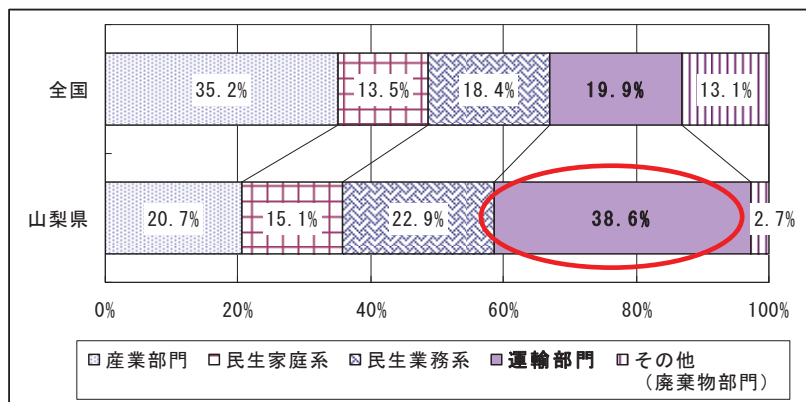 全国
35.2%
13.5%
18.4%
19.9%
13.1%
山梨県
20.7%
15.1%
22.9%
38.6%
2.7%
0% 20% 40% 60% 80% 100%
産業部門 民生家庭系 民生業務系 運輸部門 その他
(廃棄物部門)